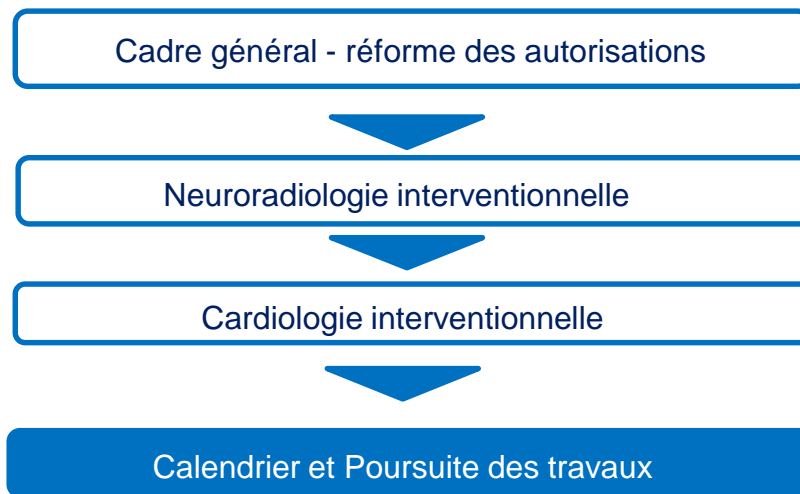 Cadre général - réforme des autorisations
Neuroradiologie interventionnelle
Cardiologie interventionnelle
Calendrier et Poursuite des travaux